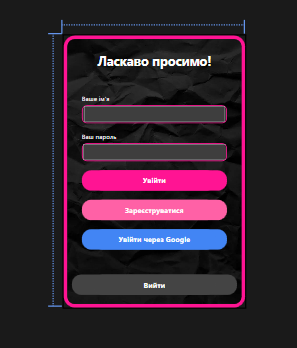 Ласкаво просимо!
Ваше ім'я
Ваш пароль
Увійти
Зареєструватися
Увійти через Google
Вийти